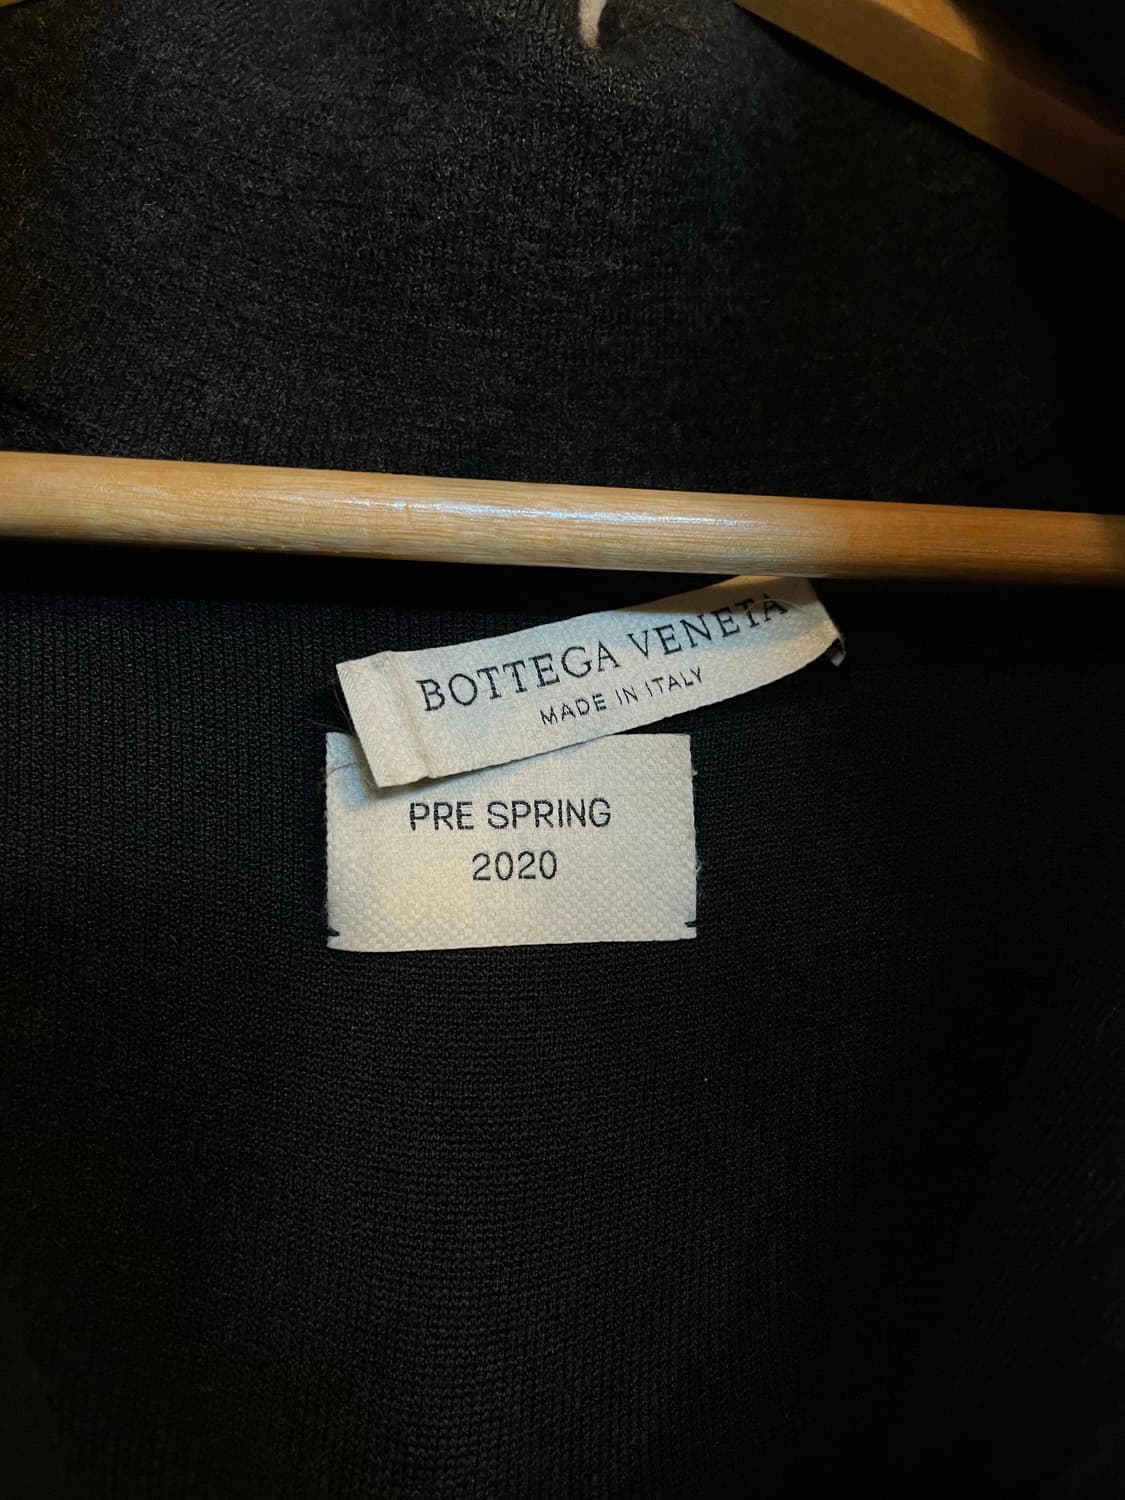 BOTTEGA VENETA
MADE IN ITALY
PRE SPRING
2020